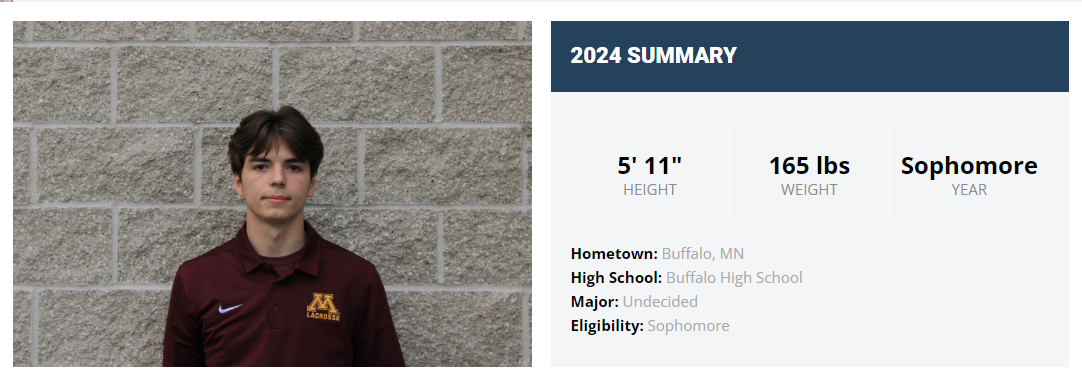 M
LACROSSE
2024 SUMMARY
5' 11"
HEIGHT
165 lbs
WEIGHT
Sophomore
YEAR
Hometown: Buffalo, MN
High School: Buffalo High School
Major: Undecided
Eligibility: Sophomore